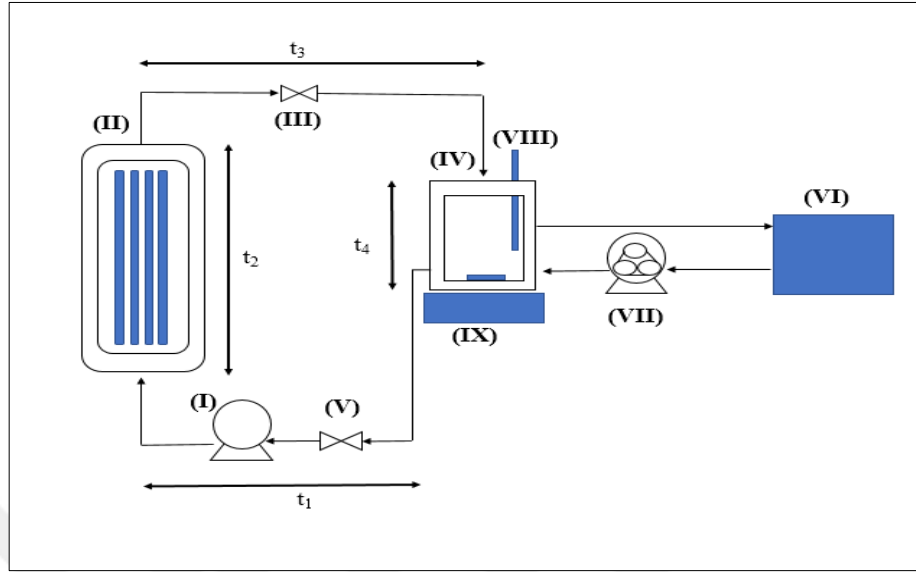 t₃
(II)
(III)
(VIII)
(IV)
(VI)
t₂
t₄
(VII)
(IX)
(I)
(V)
t₁